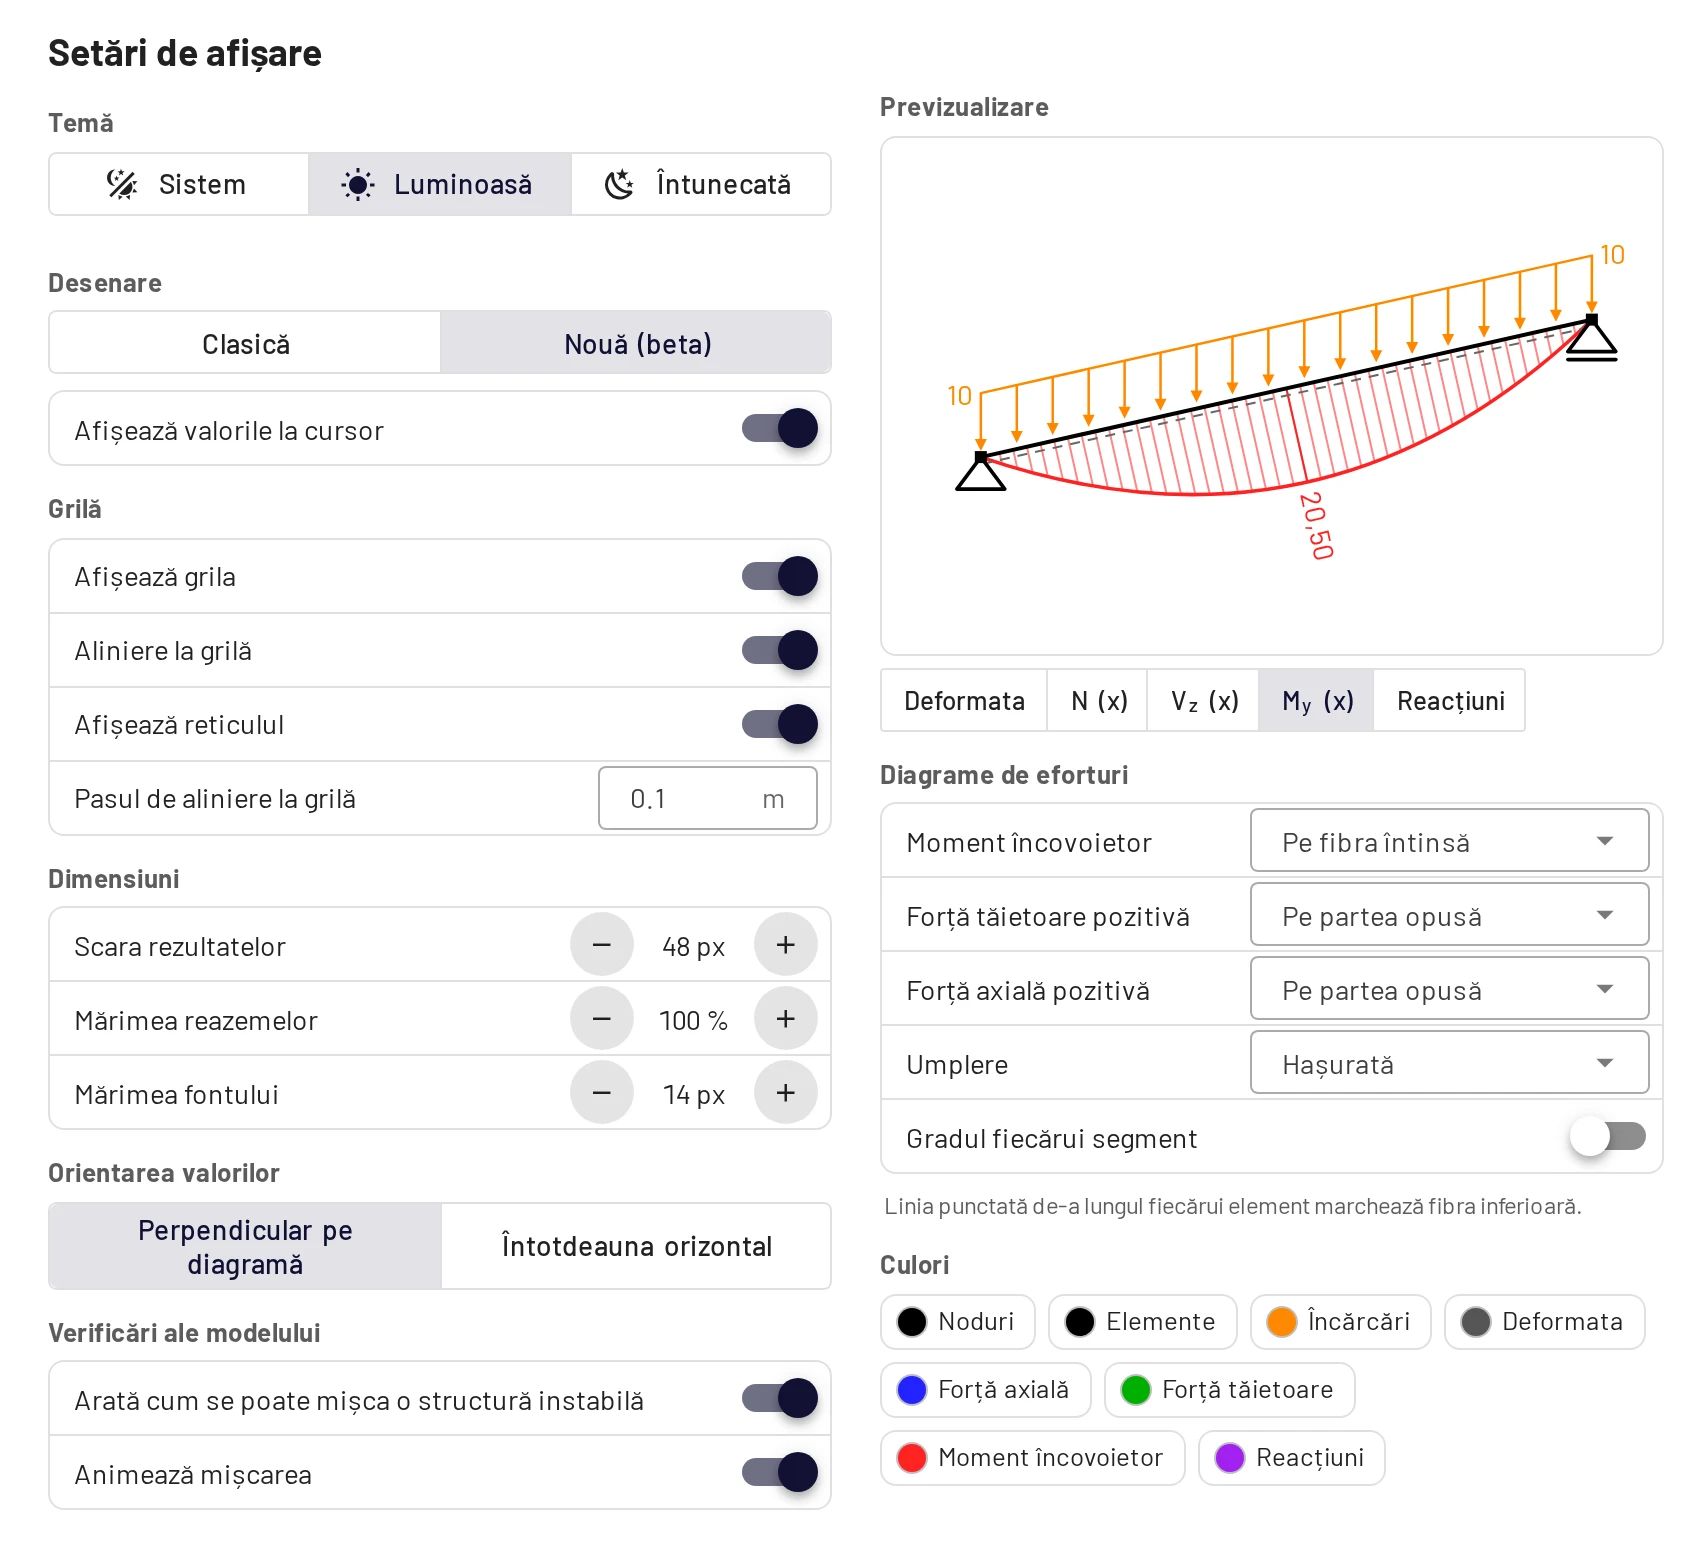 Setări de afișare
Temă
Sistem
Luminoasă
Întunecată
Desenare
Clasică
Nouă (beta)
Afișează valorile la cursor
Grilă
Afișează grila
Aliniere la grilă
Afișează reticulul
Pasul de aliniere la grilă
0.1 m
Dimensiuni
Scara rezultatelor
− 48 px +
Mărimea reazemelor
− 100 % +
Mărimea fontului
− 14 px +
Orientarea valorilor
Perpendicular pe
diagramă
Întotdeauna orizontal
Verificări ale modelului
Arată cum se poate mișca o structură instabilă
Animează mișcarea
Previzualizare
10
10
20,50
Deformata
N (x)
Vz (x)
My (x)
Reacțiuni
Diagrame de eforturi
Moment încovoietor
Pe fibra întinsă
Forță tăietoare pozitivă
Pe partea opusă
Forță axială pozitivă
Pe partea opusă
Umplere
Hașurată
Gradul fiecărui segment
Linia punctată de-a lungul fiecărui element marchează fibra inferioară.
Culori
Noduri
Elemente
Încărcări
Deformata
Forță axială
Forță tăietoare
Moment încovoietor
Reacțiuni